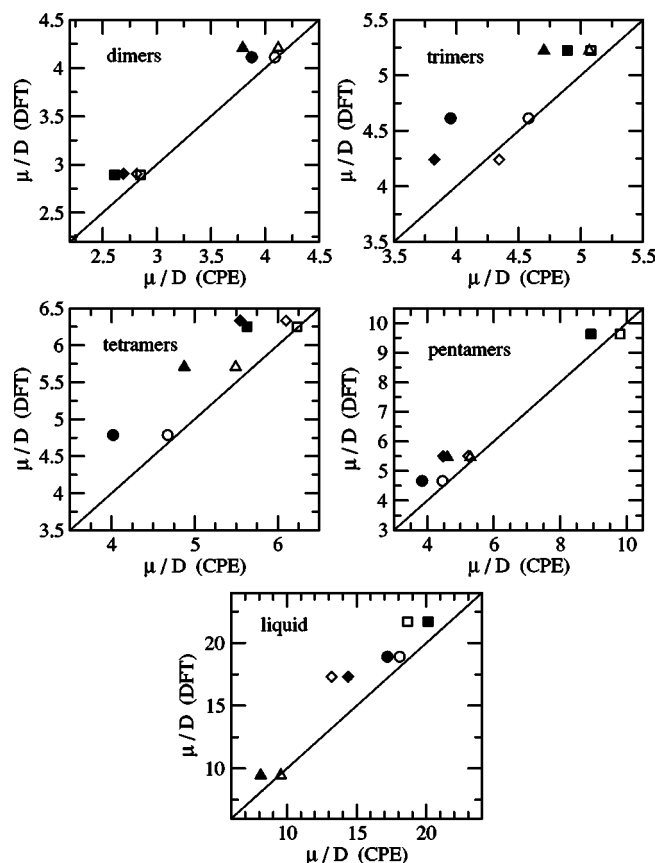 4.5
4
3.5
3
2.5
dimers
μ / D (DFT)
2.5 3 3.5 4 4.5
μ / D (CPE)
5.5
5
4.5
4
3.5
trimers
μ / D (DFT)
3.5 4 4.5 5 5.5
μ / D (CPE)
6.5
6
5.5
5
4.5
4
3.5
tetramers
μ / D (DFT)
4 5 6
μ / D (CPE)
10
9
8
7
6
5
4
3
pentamers
μ / D (DFT)
4 6 8 10
μ / D (CPE)
20
15
10
liquid
μ / D (DFT)
10 15 20
μ / D (CPE)